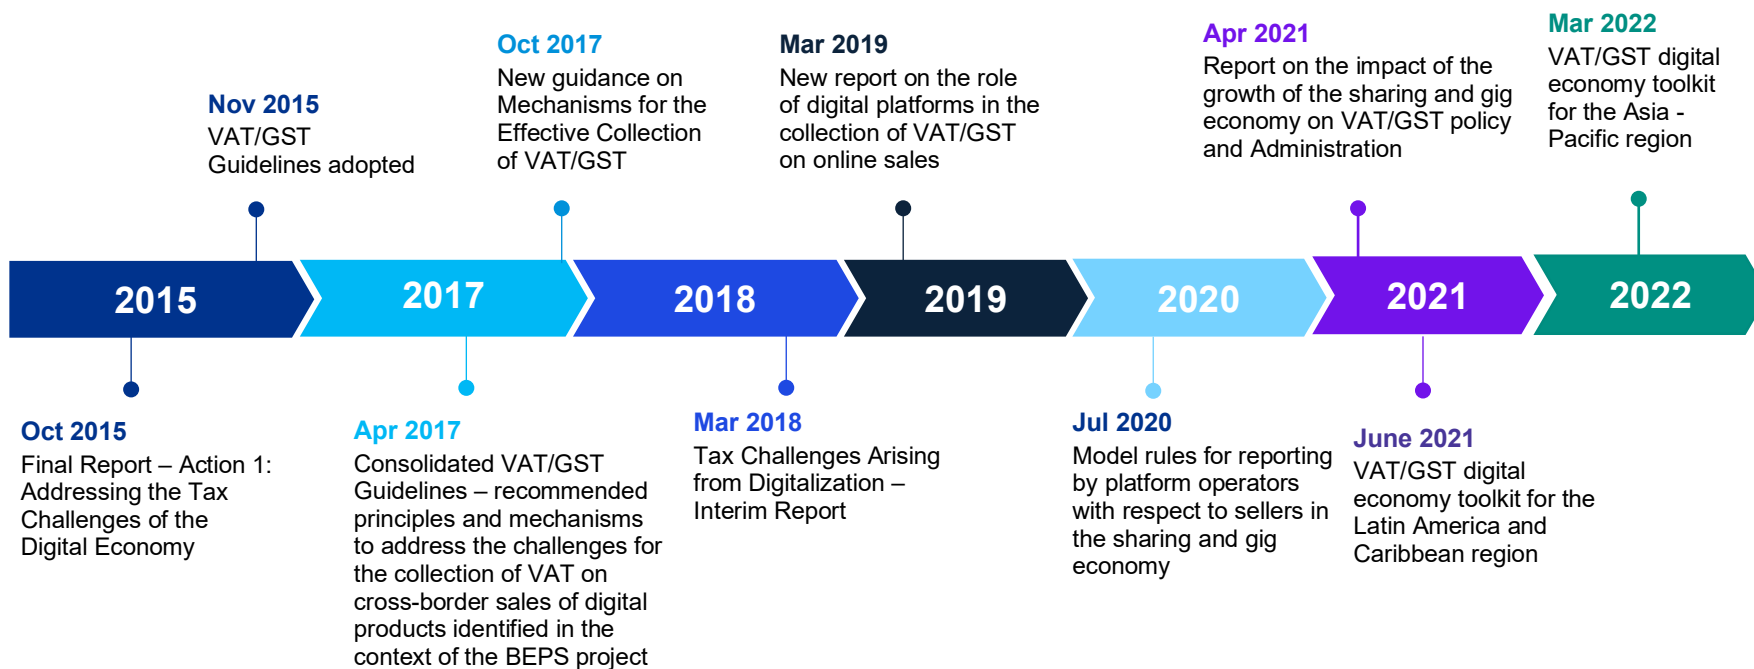 Nov 2015
VAT/GST
Guidelines adopted
Oct 2017
New guidance on
Mechanisms for the
Effective Collection
of VAT/GST
Mar 2019
New report on the role
of digital platforms in the
collection of VAT/GST
on online sales
Apr 2021
Report on the impact of the
growth of the sharing and gig
economy on VAT/GST policy
and Administration
Mar 2022
VAT/GST digital
economy toolkit
for the Asia -
Pacific region
2015
2017
2018
2019
2020
2021
2022
Oct 2015
Final Report – Action 1:
Addressing the Tax
Challenges of the
Digital Economy
Apr 2017
Consolidated VAT/GST
Guidelines – recommended
principles and mechanisms
to address the challenges for
the collection of VAT on
cross-border sales of digital
products identified in the
context of the BEPS project
Mar 2018
Tax Challenges Arising
from Digitalization –
Interim Report
Jul 2020
Model rules for reporting
by platform operators
with respect to sellers in
the sharing and gig
economy
June 2021
VAT/GST digital
economy toolkit for the
Latin America and
Caribbean region